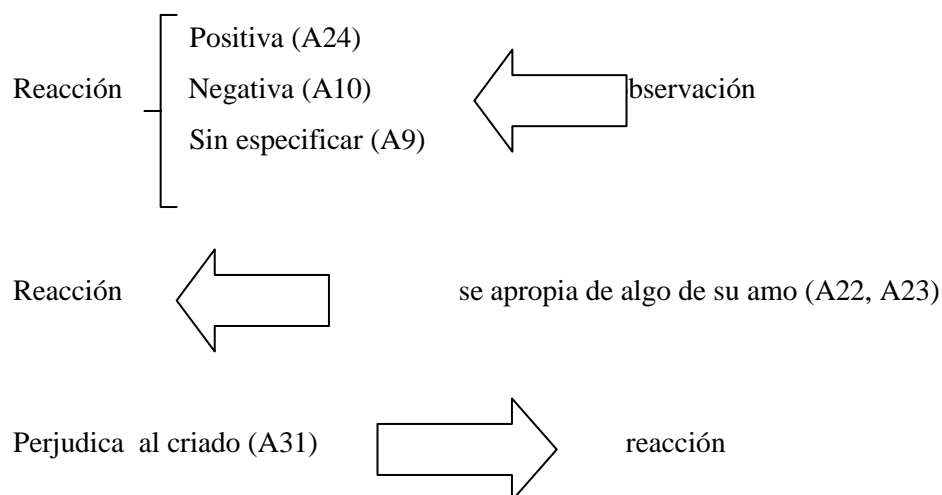 Positiva (A24)
Reacción Negativa (A10) bservación
Sin especificar (A9)
Reacción se apropia de algo de su amo (A22, A23)
Perjudica al criado (A31) reacción